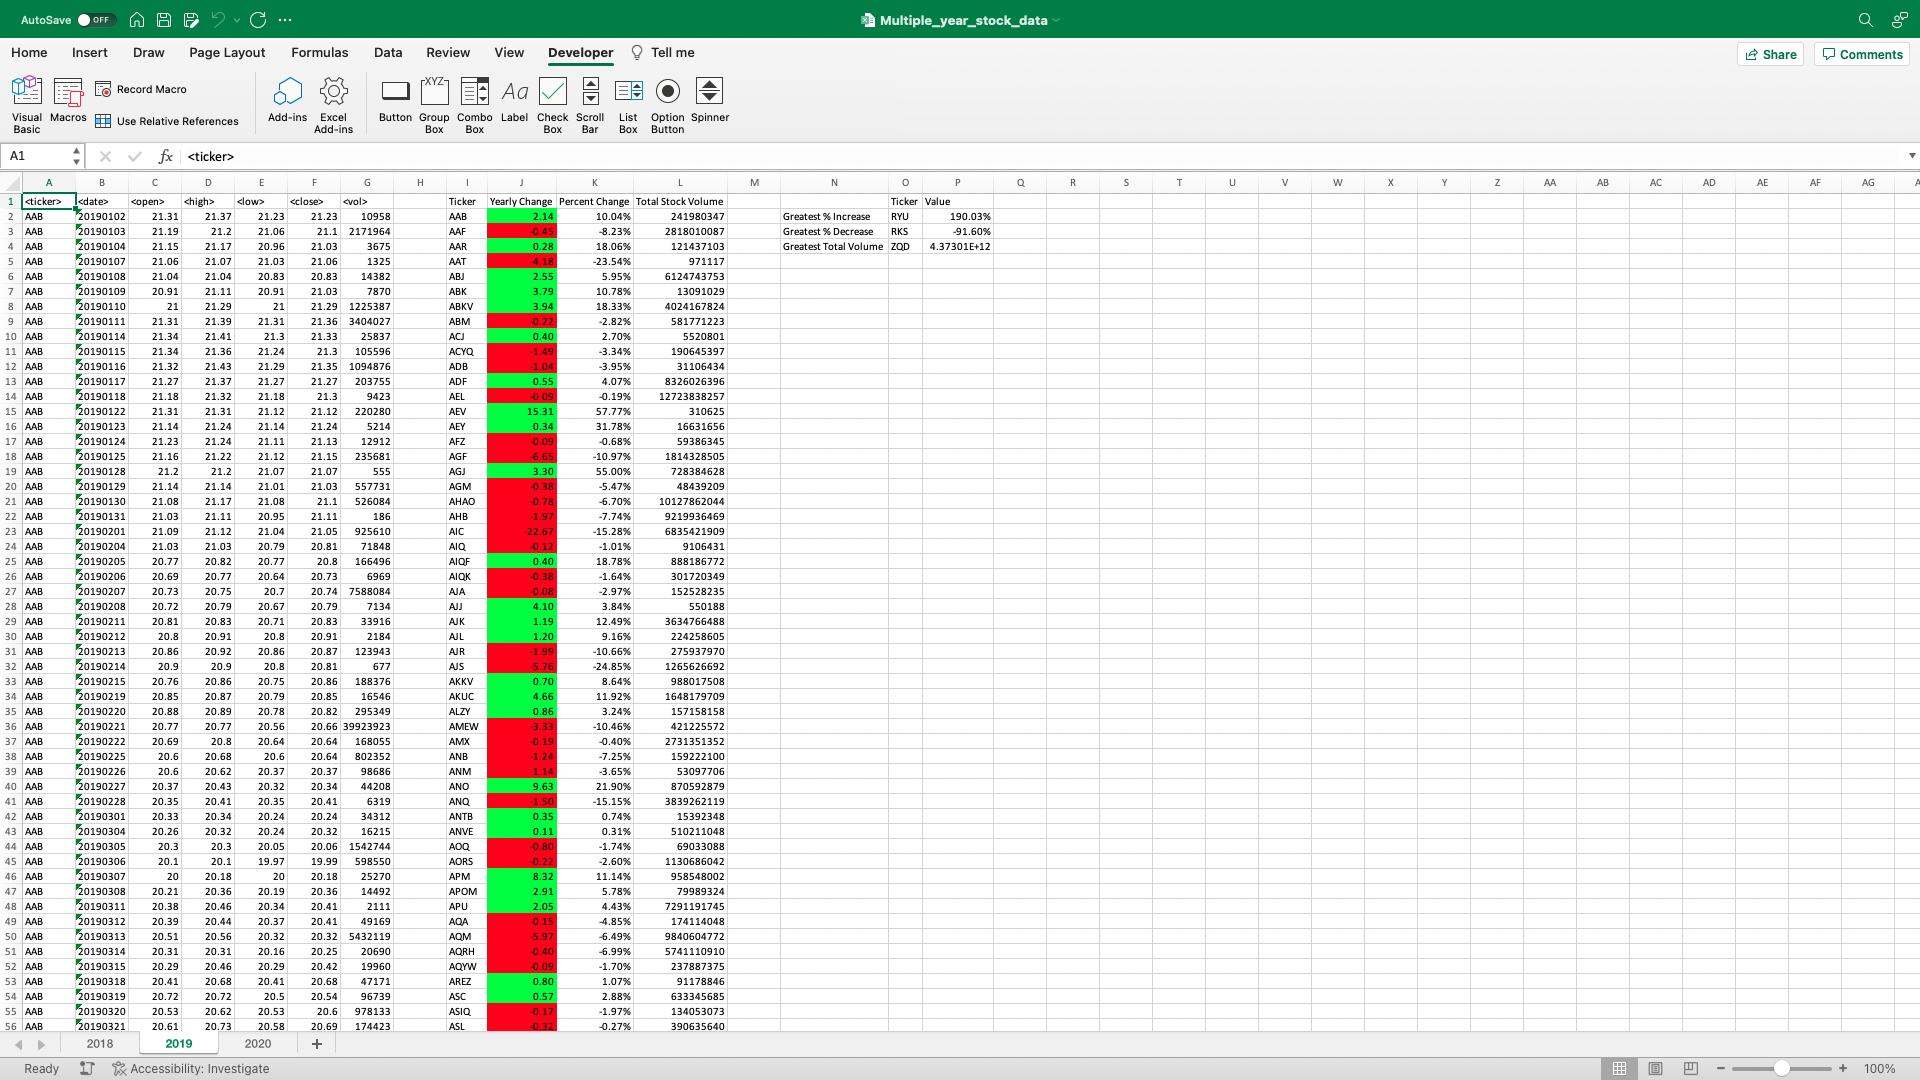 AutoSave OFF Multiple_year_stock_data
Home Insert Draw Page Layout Formulas Data Review View Developer Tell me Share Comments
Visual Basic Macros Record Macro Use Relative References Add-ins Excel Add-ins Button Group Box Combo Box Label Check Box Scroll Bar List Box Option Button Spinner
XYZ Aa
A1 fx <ticker>
A B C D E F G H I J K L M N O P Q R S T U V W X Y Z AA AB AC AD AE AF AG
1 <ticker> <date> <open> <high> <low> <close> <vol> Ticker Yearly Change Percent Change Total Stock Volume Ticker Value
2 AAB 20190102 21.31 21.37 21.23 21.23 10958 AAB 2.14 10.04% 241980347 Greatest % Increase RYU 190.03%
3 AAB 20190103 21.19 21.2 21.06 21.1 2171964 AAF -0.45 -8.23% 2818010087 Greatest % Decrease RKS -91.60%
4 AAB 20190104 21.15 21.17 20.96 21.03 3675 AAR 0.28 18.06% 121437103 Greatest Total Volume ZQD 4.37301E+12
5 AAB 20190107 21.06 21.07 21.03 21.06 1325 AAT -4.18 -23.54% 971117
6 AAB 20190108 21.04 21.04 20.83 20.83 14382 ABJ 2.55 5.95% 6124743753
7 AAB 20190109 20.91 21.11 20.91 21.03 7870 ABK 3.79 10.78% 13091029
8 AAB 20190110 21 21.29 21 21.29 1225387 ABKV 3.94 18.33% 4024167824
9 AAB 20190111 21.31 21.39 21.31 21.36 3404027 ABM -0.22 -2.82% 581771223
10 AAB 20190114 21.34 21.41 21.3 21.33 25837 ACJ 0.40 2.70% 5520801
11 AAB 20190115 21.34 21.36 21.24 21.3 105596 ACYQ -1.49 -3.34% 190645397
12 AAB 20190116 21.32 21.43 21.29 21.35 1094876 ADB -1.04 -3.95% 31106434
13 AAB 20190117 21.27 21.37 21.27 21.27 203755 ADF 0.55 4.07% 8326026396
14 AAB 20190118 21.18 21.32 21.18 21.3 9423 AEL -0.09 -0.19% 12723838257
15 AAB 20190122 21.31 21.31 21.12 21.12 220280 AEV 15.31 57.77% 310625
16 AAB 20190123 21.14 21.24 21.14 21.24 5214 AEY 0.34 31.78% 16631656
17 AAB 20190124 21.23 21.24 21.11 21.13 12912 AFZ -0.09 -0.68% 59386345
18 AAB 20190125 21.16 21.22 21.12 21.15 235681 AGF -6.65 -10.97% 1814328505
19 AAB 20190128 21.2 21.2 21.07 21.07 555 AGJ 3.30 55.00% 728384628
20 AAB 20190129 21.14 21.14 21.01 21.03 557731 AGM -0.38 -5.47% 48439209
21 AAB 20190130 21.08 21.17 21.08 21.1 526084 AHAO -0.78 -6.70% 10127862044
22 AAB 20190131 21.03 21.11 20.95 21.11 186 AHB -1.97 -7.74% 9219936469
23 AAB 20190201 21.09 21.12 21.04 21.05 925610 AIC -22.67 -15.28% 6835421909
24 AAB 20190204 21.03 21.03 20.79 20.81 71848 AIQ -0.12 -1.01% 9106431
25 AAB 20190205 20.77 20.82 20.77 20.8 166496 AIQF 0.40 18.78% 888186772
26 AAB 20190206 20.69 20.77 20.64 20.73 6969 AIQK -0.38 -1.64% 301720349
27 AAB 20190207 20.73 20.75 20.7 20.74 7588084 AJA -0.08 -2.97% 152528235
28 AAB 20190208 20.72 20.79 20.67 20.79 7134 AJJ 4.10 3.84% 550188
29 AAB 20190211 20.81 20.83 20.71 20.83 33916 AJK 1.19 12.49% 3634766488
30 AAB 20190212 20.8 20.91 20.8 20.91 2184 AJL 1.20 9.16% 224258605
31 AAB 20190213 20.86 20.92 20.86 20.87 123943 AJR -1.99 -10.66% 275937970
32 AAB 20190214 20.9 20.9 20.8 20.81 677 AJS -5.76 -24.85% 1265626692
33 AAB 20190215 20.76 20.86 20.75 20.86 188376 AKKV 0.70 8.64% 988017508
34 AAB 20190219 20.85 20.87 20.79 20.85 16546 AKUC 4.66 11.92% 1648179709
35 AAB 20190220 20.88 20.89 20.78 20.82 295349 ALZY 0.86 3.24% 157158158
36 AAB 20190221 20.77 20.77 20.56 20.66 39923923 AMEW -3.33 -10.46% 421225572
37 AAB 20190222 20.69 20.8 20.64 20.64 168055 AMX -0.19 -0.40% 2731351352
38 AAB 20190225 20.6 20.68 20.6 20.64 802352 ANB -1.24 -7.25% 159222100
39 AAB 20190226 20.6 20.62 20.37 20.37 98686 ANM -1.14 -3.65% 53097706
40 AAB 20190227 20.37 20.43 20.32 20.34 44208 ANO 9.63 21.90% 870592879
41 AAB 20190228 20.35 20.41 20.35 20.41 6319 ANQ -1.50 -15.15% 3839262119
42 AAB 20190301 20.33 20.34 20.24 20.24 34312 ANTB 0.35 0.74% 15392348
43 AAB 20190304 20.26 20.32 20.24 20.32 16215 ANVE 0.11 0.31% 510211048
44 AAB 20190305 20.3 20.3 20.05 20.06 1542744 AOQ -0.80 -1.74% 69033088
45 AAB 20190306 20.1 20.1 19.97 19.99 598550 AORS -0.22 -2.60% 1130686042
46 AAB 20190307 20 20.18 20 20.18 25270 APM 8.32 11.14% 958548002
47 AAB 20190308 20.21 20.36 20.19 20.36 14492 APOM 2.91 5.78% 79989324
48 AAB 20190311 20.38 20.46 20.34 20.41 2111 APU 2.05 4.43% 7291191745
49 AAB 20190312 20.39 20.44 20.37 20.41 49169 AQA -0.15 -4.85% 174114048
50 AAB 20190313 20.51 20.56 20.32 20.32 5432119 AQM -5.97 -6.49% 9840604772
51 AAB 20190314 20.31 20.31 20.16 20.25 20690 AQRH -0.40 -6.99% 5741110910
52 AAB 20190315 20.29 20.46 20.29 20.42 19960 AQYW -0.09 -1.70% 237887375
53 AAB 20190318 20.41 20.68 20.41 20.68 47171 AREZ 0.80 1.07% 91178846
54 AAB 20190319 20.72 20.72 20.5 20.54 96739 ASC 0.57 2.88% 633345685
55 AAB 20190320 20.53 20.62 20.53 20.6 978133 ASIQ -0.17 -1.97% 134053073
56 AAB 20190321 20.61 20.73 20.58 20.69 174423 ASL -0.32 -0.27% 390635640
2018 2019 2020 +
Ready Accessibility: Investigate 100%